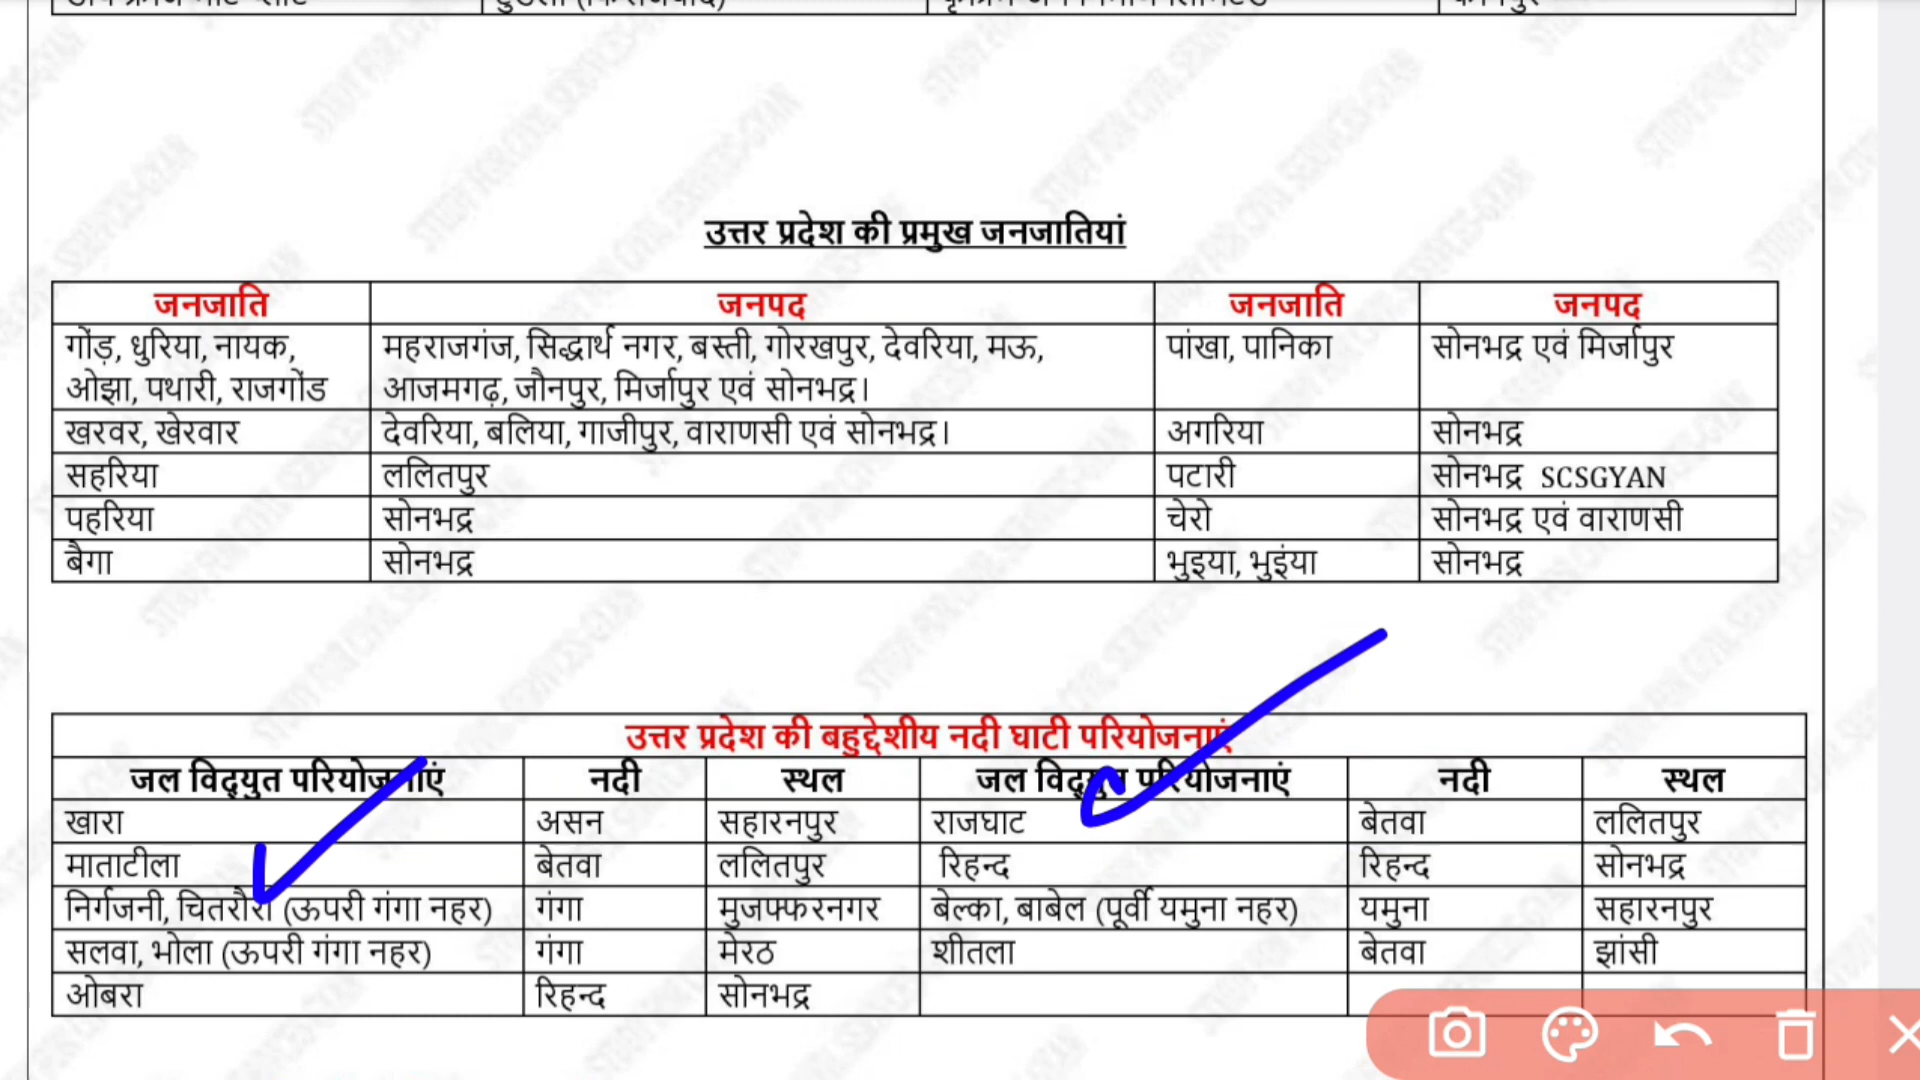 उत्तर प्रदेश की प्रमुख जनजातियां
जनजाति जनपद जनजाति जनपद
गोंड़, धुरिया, नायक, महराजगंज, सिद्धार्थ नगर, बस्ती, गोरखपुर, देवरिया, मऊ, पांखा, पानिका सोनभद्र एवं मिर्जापुर
ओझा, पथारी, राजगोंड आजमगढ़, जौनपुर, मिर्जापुर एवं सोनभद्र।
खरवर, खेरवार देवरिया, बलिया, गाजीपुर, वाराणसी एवं सोनभद्र। अगरिया सोनभद्र
सहरिया ललितपुर पटारी सोनभद्र SCSGYAN
पहरिया सोनभद्र चेरो सोनभद्र एवं वाराणसी
बैगा सोनभद्र भुइया, भुइंया सोनभद्र
उत्तर प्रदेश की बहुद्देशीय नदी घाटी परियोजनाएं
जल विद्युत परियोजनाएं नदी स्थल जल विद्युत परियोजनाएं नदी स्थल
खारा असन सहारनपुर राजघाट बेतवा ललितपुर
माताटीला बेतवा ललितपुर रिहन्द रिहन्द सोनभद्र
निर्गजनी, चितरौरा (ऊपरी गंगा नहर) गंगा मुजफ्फरनगर बेल्का, बाबेल (पूर्वी यमुना नहर) यमुना सहारनपुर
सलवा, भोला (ऊपरी गंगा नहर) गंगा मेरठ शीतला बेतवा झांसी
ओबरा रिहन्द सोनभद्र